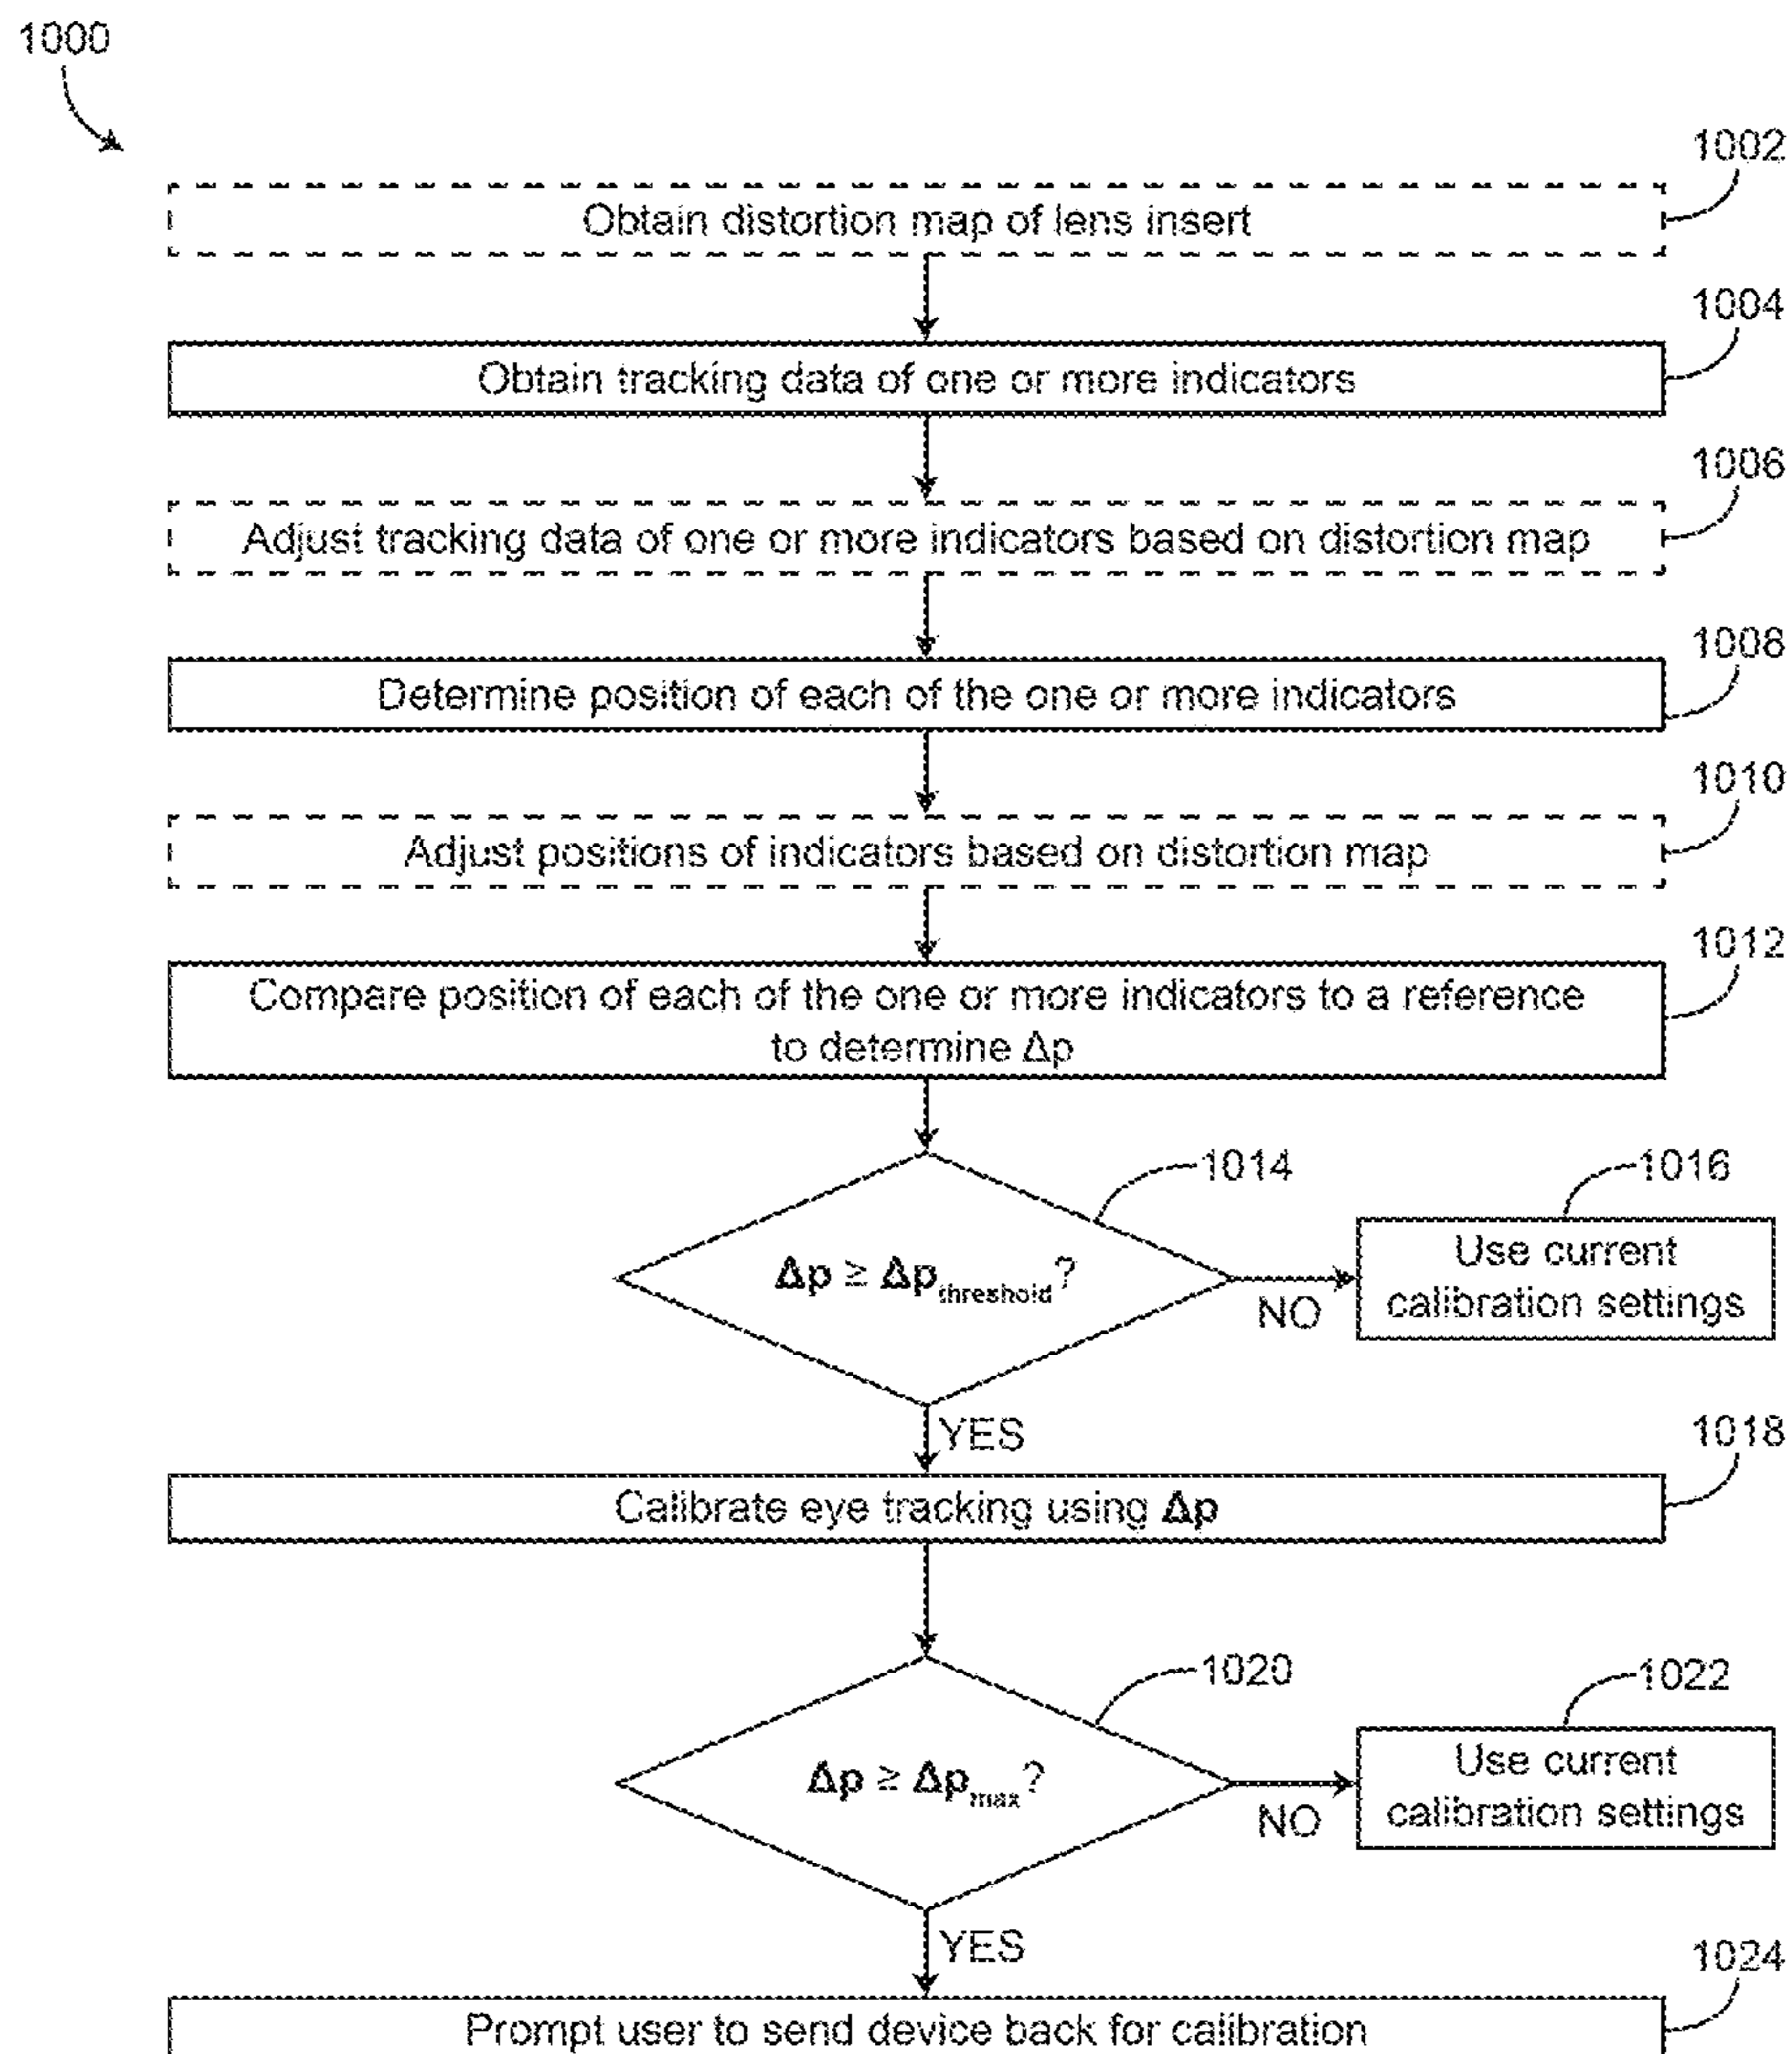 1000
1002
Obtain distortion map of lens insert
1004
Obtain tracking data of one or more indicators
1006
Adjust tracking data of one or more indicators based on distortion map
1008
Determine position of each of the one or more indicators
1010
Adjust positions of indicators based on distortion map
1012
Compare position of each of the one or more indicators to a reference
to determine Δp
1014
1016
Δp ≥ Δpthreshold?
NO
Use current
calibration settings
YES
1018
Calibrate eye tracking using Δp
1020
1022
Δp ≥ Δpmax?
NO
Use current
calibration settings
YES
1024
Prompt user to send device back for calibration